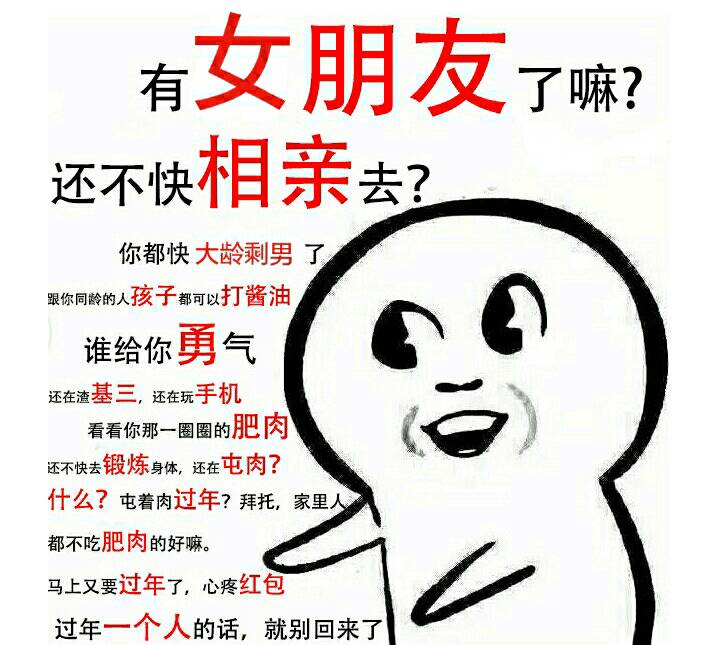 有女朋友了嘛?
还不快相亲去?
你都快大龄剩男了
跟你同龄的人孩子都可以打酱油
谁给你勇气
还在渣基三，还在玩手机
看看你那一圈圈的肥肉
还不快去锻炼身体，还在屯肉？
什么？屯着肉过年？拜托，家里人
都不吃肥肉的好嘛。
马上又要过年了，心疼红包
过年一个人的话，就别回来了